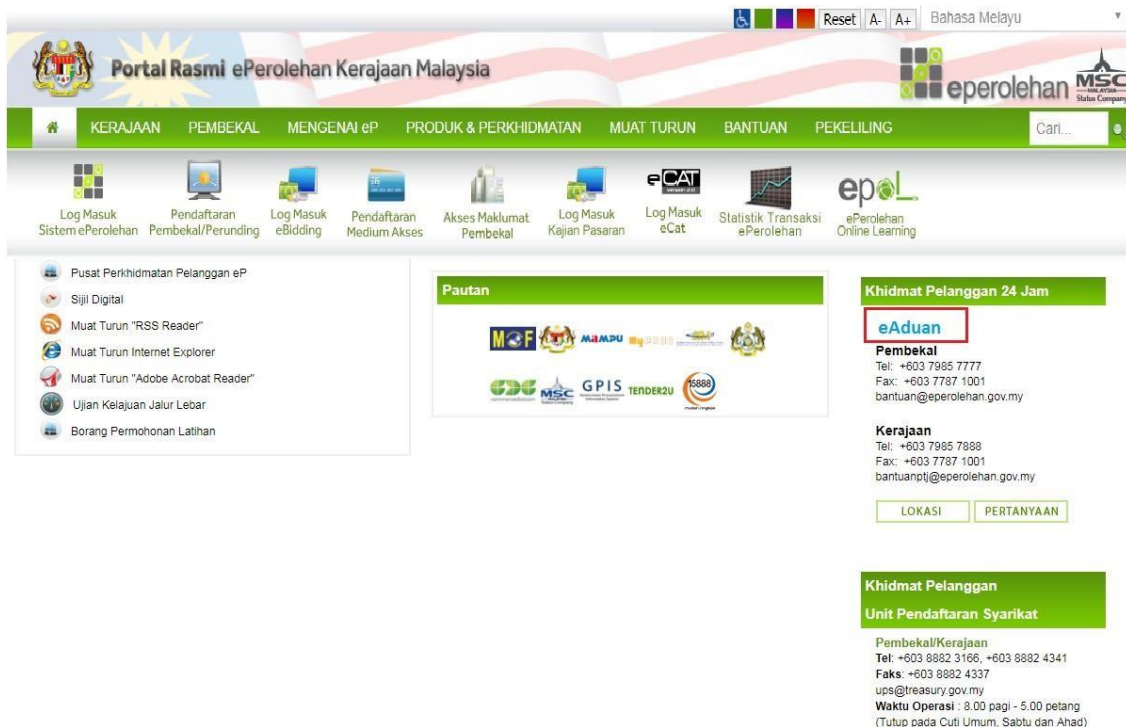 Reset A- A+ Bahasa Melayu
Portal Rasmi ePerolehan Kerajaan Malaysia
eperolehan MSC
MALAYSIA
Status Company
KERAJAAN PEMBEKAL MENGENAI eP PRODUK & PERKHIDMATAN MUAT TURUN BANTUAN PEKELILING Cari...
eCAT
epol
Log Masuk
Sistem ePerolehan
Pendaftaran
Pembekal/Perunding
Log Masuk
eBidding
Pendaftaran
Medium Akses
Akses Maklumat
Pembekal
Log Masuk
Kajian Pasaran
Log Masuk
eCat
Statistik Transaksi
ePerolehan
ePerolehan
Online Learning
Pusat Perkhidmatan Pelanggan eP
Sijil Digital
Muat Turun "RSS Reader"
Muat Turun Internet Explorer
Muat Turun "Adobe Acrobat Reader"
Ujian Kelajuan Jalur Lebar
Borang Permohonan Latihan
Pautan
MOF MAMPU
MSC GPIS TENDER2U 15888
Khidmat Pelanggan 24 Jam
eAduan
Pembekal
Tel: +603 7985 7777
Fax: +603 7787 1001
bantuan@eperolehan.gov.my
Kerajaan
Tel: +603 7985 7888
Fax: +603 7787 1001
bantuanptj@eperolehan.gov.my
LOKASI PERTANYAAN
Khidmat Pelanggan
Unit Pendaftaran Syarikat
Pembekal/Kerajaan
Tel: +603 8882 3166, +603 8882 4341
Faks: +603 8882 4337
ups@treasury.gov.my
Waktu Operasi : 8.00 pagi - 5.00 petang
(Tutup pada Cuti Umum, Sabtu dan Ahad)